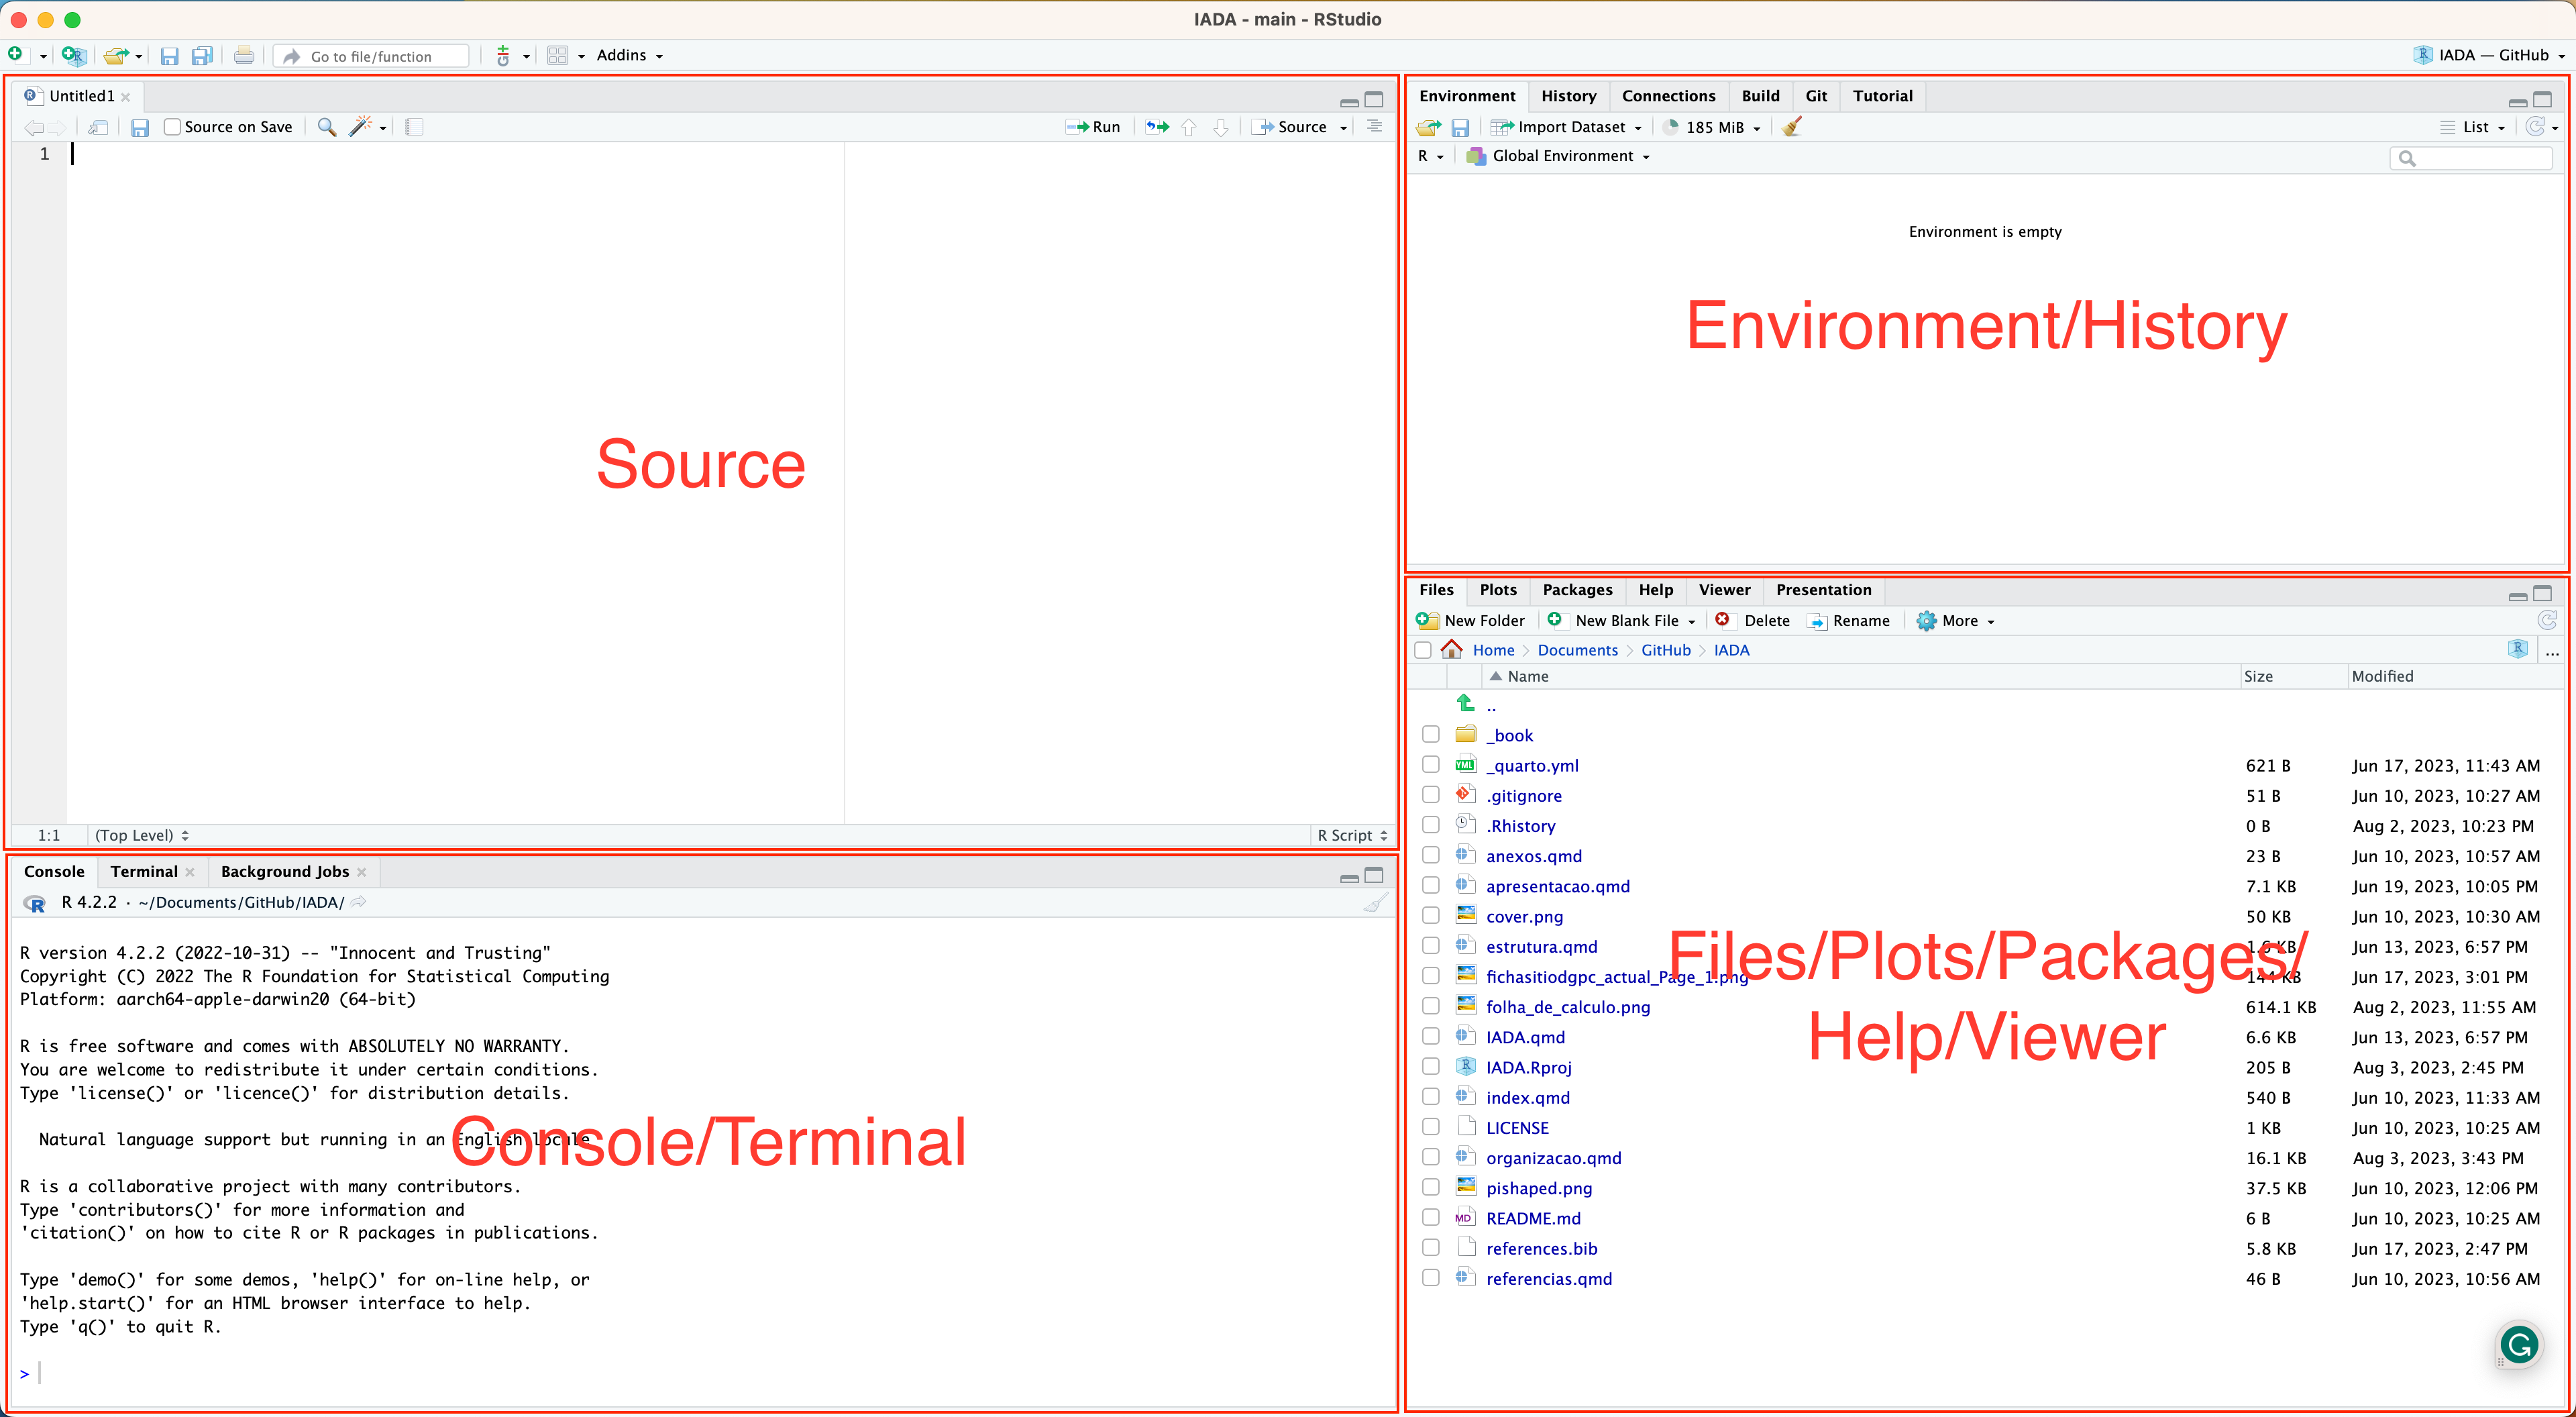 IADA - main - RStudio
Go to file/function
Addins
IADA — GitHub
Untitled1
Source on Save
Run
Source
1
Source
1:1 (Top Level)
R Script
Environment History Connections Build Git Tutorial
Import Dataset 185 MiB List
R Global Environment
Environment is empty
Environment/History
Console Terminal Background Jobs
R 4.2.2 · ~/Documents/GitHub/IADA/
R version 4.2.2 (2022-10-31) -- "Innocent and Trusting"
Copyright (C) 2022 The R Foundation for Statistical Computing
Platform: aarch64-apple-darwin20 (64-bit)
R is free software and comes with ABSOLUTELY NO WARRANTY.
You are welcome to redistribute it under certain conditions.
Type 'license()' or 'licence()' for distribution details.
Natural language support but running in an English locale
Console/Terminal
R is a collaborative project with many contributors.
Type 'contributors()' for more information and
'citation()' on how to cite R or R packages in publications.
Type 'demo()' for some demos, 'help()' for on-line help, or
'help.start()' for an HTML browser interface to help.
Type 'q()' to quit R.
>
Files Plots Packages Help Viewer Presentation
New Folder New Blank File Delete Rename More
Home Documents GitHub IADA ...
Name Size Modified
..
_book
_quarto.yml 621 B Jun 17, 2023, 11:43 AM
.gitignore 51 B Jun 10, 2023, 10:27 AM
.Rhistory 0 B Aug 2, 2023, 10:23 PM
anexos.qmd 23 B Jun 10, 2023, 10:57 AM
apresentacao.qmd 7.1 KB Jun 19, 2023, 10:05 PM
cover.png 50 KB Jun 10, 2023, 10:30 AM
estrutura.qmd 1.6 KB Jun 13, 2023, 6:57 PM
fichasitiodgpc_actual_Page_1.png 144 KB Jun 17, 2023, 3:01 PM
folha_de_calculo.png 614.1 KB Aug 2, 2023, 11:55 AM
IADA.qmd 6.6 KB Jun 13, 2023, 6:57 PM
IADA.Rproj 205 B Aug 3, 2023, 2:45 PM
index.qmd 540 B Jun 10, 2023, 11:33 AM
LICENSE 1 KB Jun 10, 2023, 10:25 AM
organizacao.qmd 16.1 KB Aug 3, 2023, 3:43 PM
pishaped.png 37.5 KB Jun 10, 2023, 12:06 PM
README.md 6 B Jun 10, 2023, 10:25 AM
references.bib 5.8 KB Jun 17, 2023, 2:47 PM
referencias.qmd 46 B Jun 10, 2023, 10:56 AM
Files/Plots/Packages/
Help/Viewer